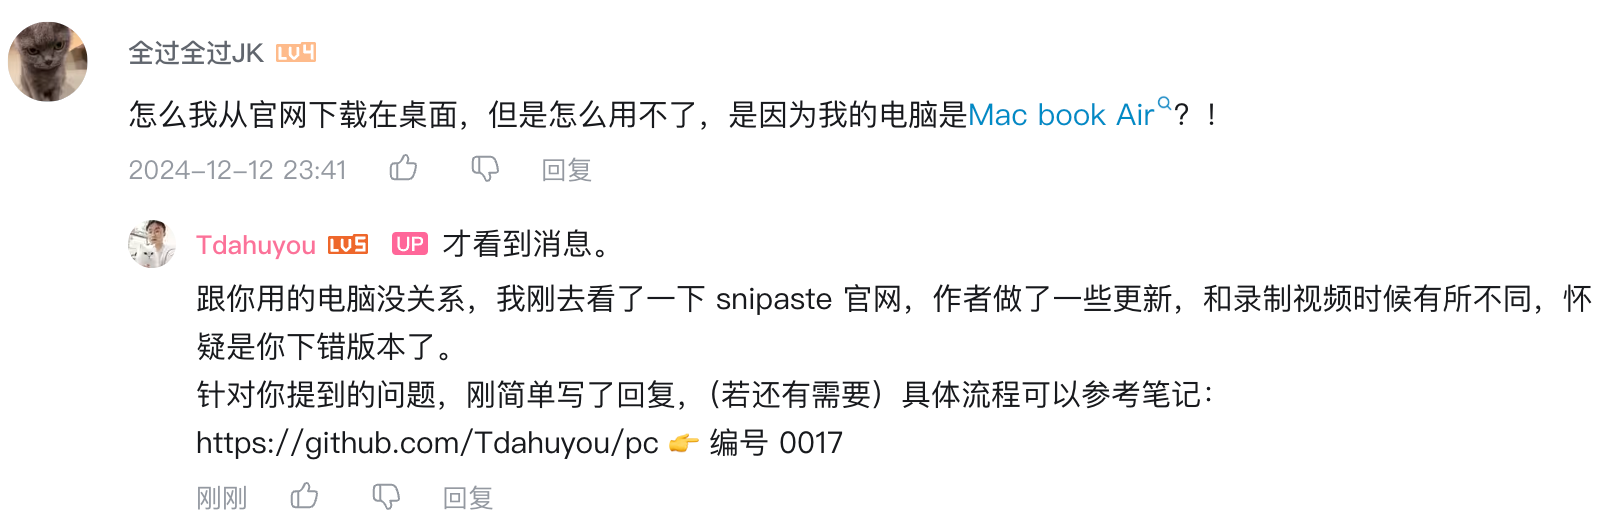 全过全过JK LV4
怎么我从官网下载在桌面，但是怎么用不了，是因为我的电脑是Mac book Air？！
2024-12-12 23:41 回复
Tdahuyou LV5 UP 才看到消息。
跟你用的电脑没关系，我刚去看了一下 snipaste 官网，作者做了一些更新，和录制视频时候有所不同，怀
疑是你下错版本了。
针对你提到的问题，刚简单写了回复，（若还有需要）具体流程可以参考笔记：
https://github.com/Tdahuyou/pc 👉 编号 0017
刚刚 回复